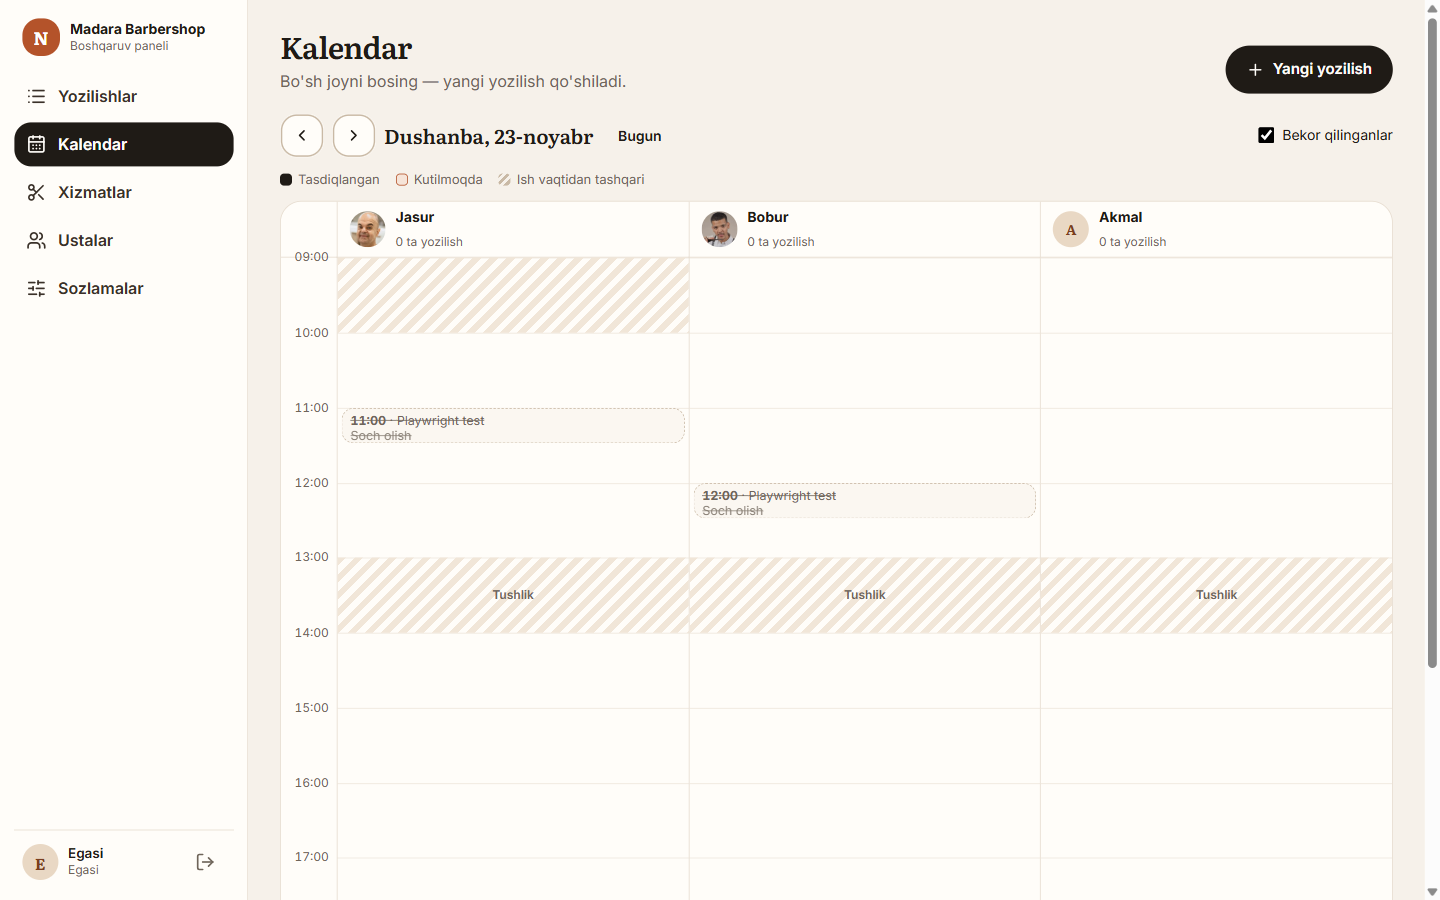 N
Madara Barbershop
Boshqaruv paneli
Yozilishlar
Kalendar
Xizmatlar
Ustalar
Sozlamalar
E
Egasi
Egasi
Kalendar
Bo'sh joyni bosing — yangi yozilish qo'shiladi.
+ Yangi yozilish
Dushanba, 23-noyabr
Bugun
Bekor qilinganlar
Tasdiqlangan
Kutilmoqda
Ish vaqtidan tashqari
Jasur
0 ta yozilish
Bobur
0 ta yozilish
A
Akmal
0 ta yozilish
09:00
10:00
11:00
11:00 · Playwright test
Soch olish
12:00
12:00 · Playwright test
Soch olish
13:00
Tushlik
Tushlik
Tushlik
14:00
15:00
16:00
17:00